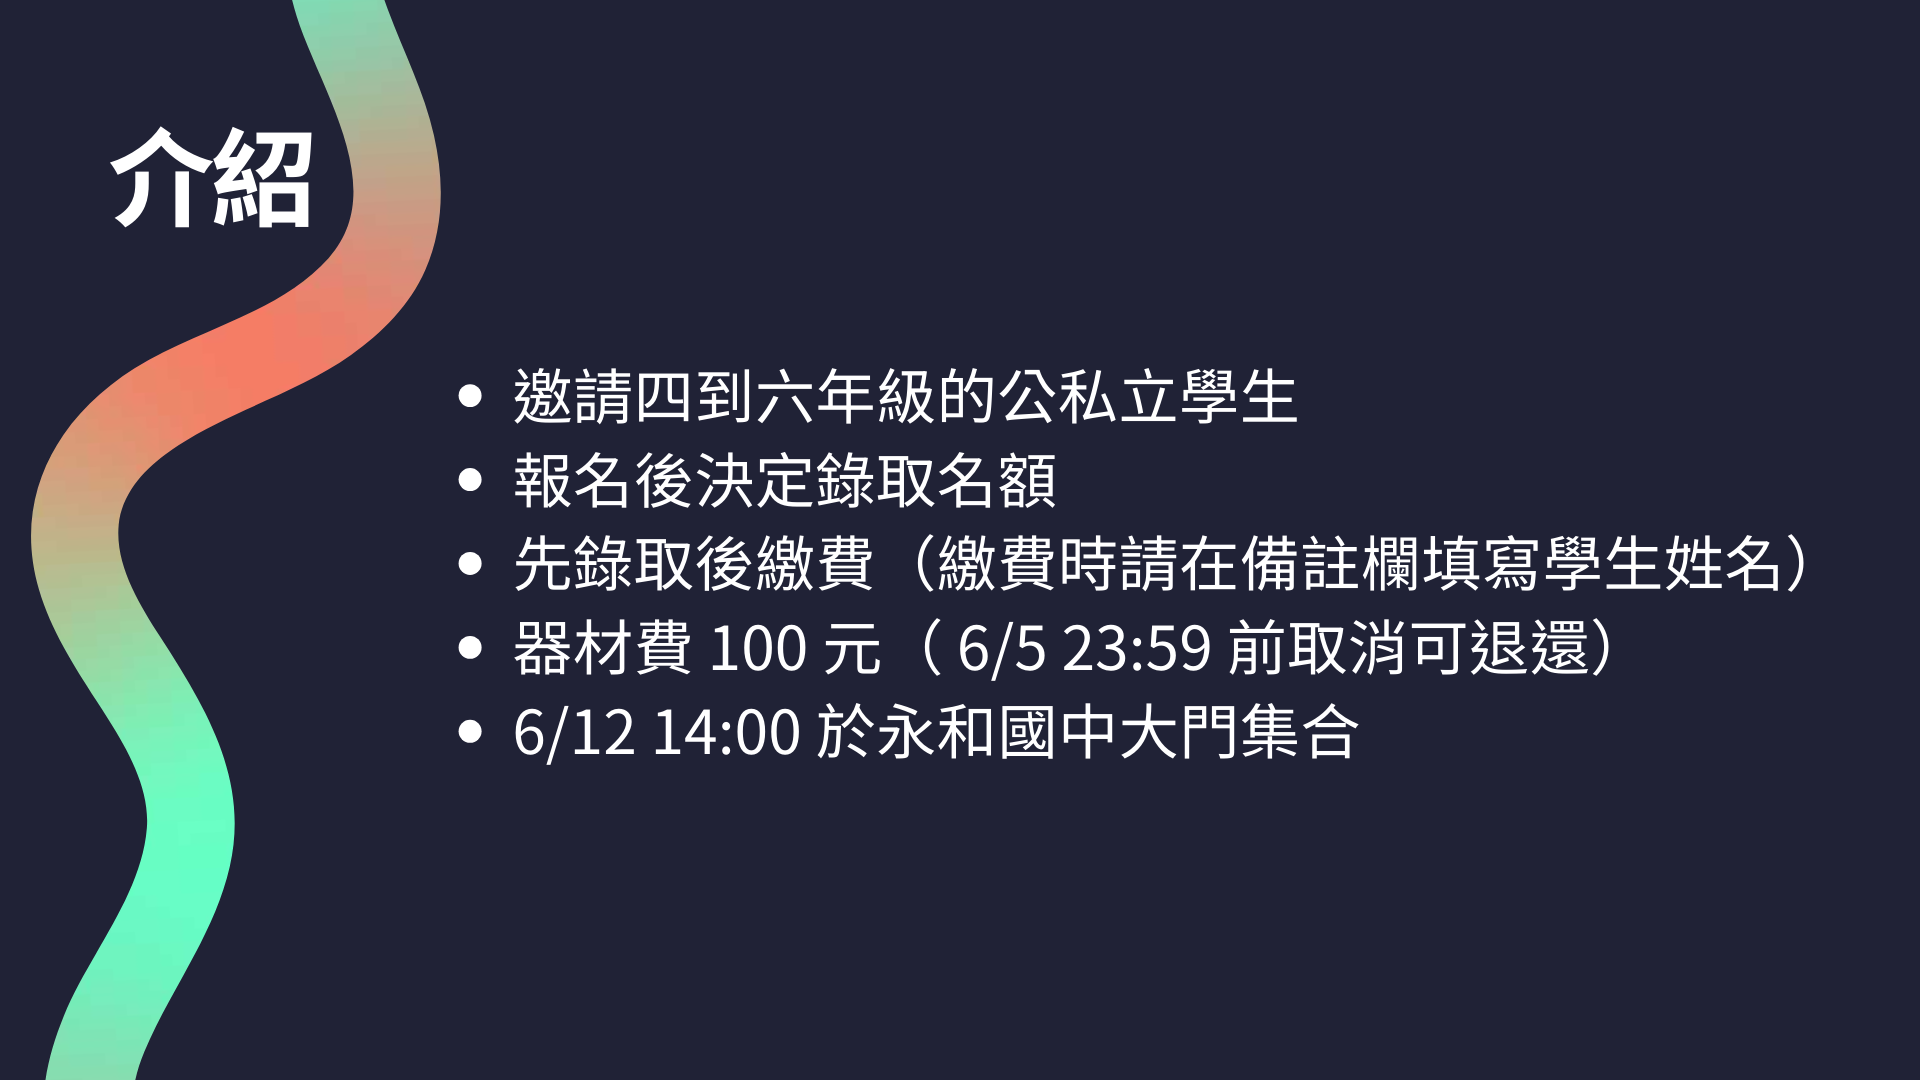 介紹
• 邀請四到六年級的公私立學生
• 報名後決定錄取名額
• 先錄取後繳費（繳費時請在備註欄填寫學生姓名）
• 器材費 100 元（ 6/5 23:59 前取消可退還）
• 6/12 14:00 於永和國中大門集合